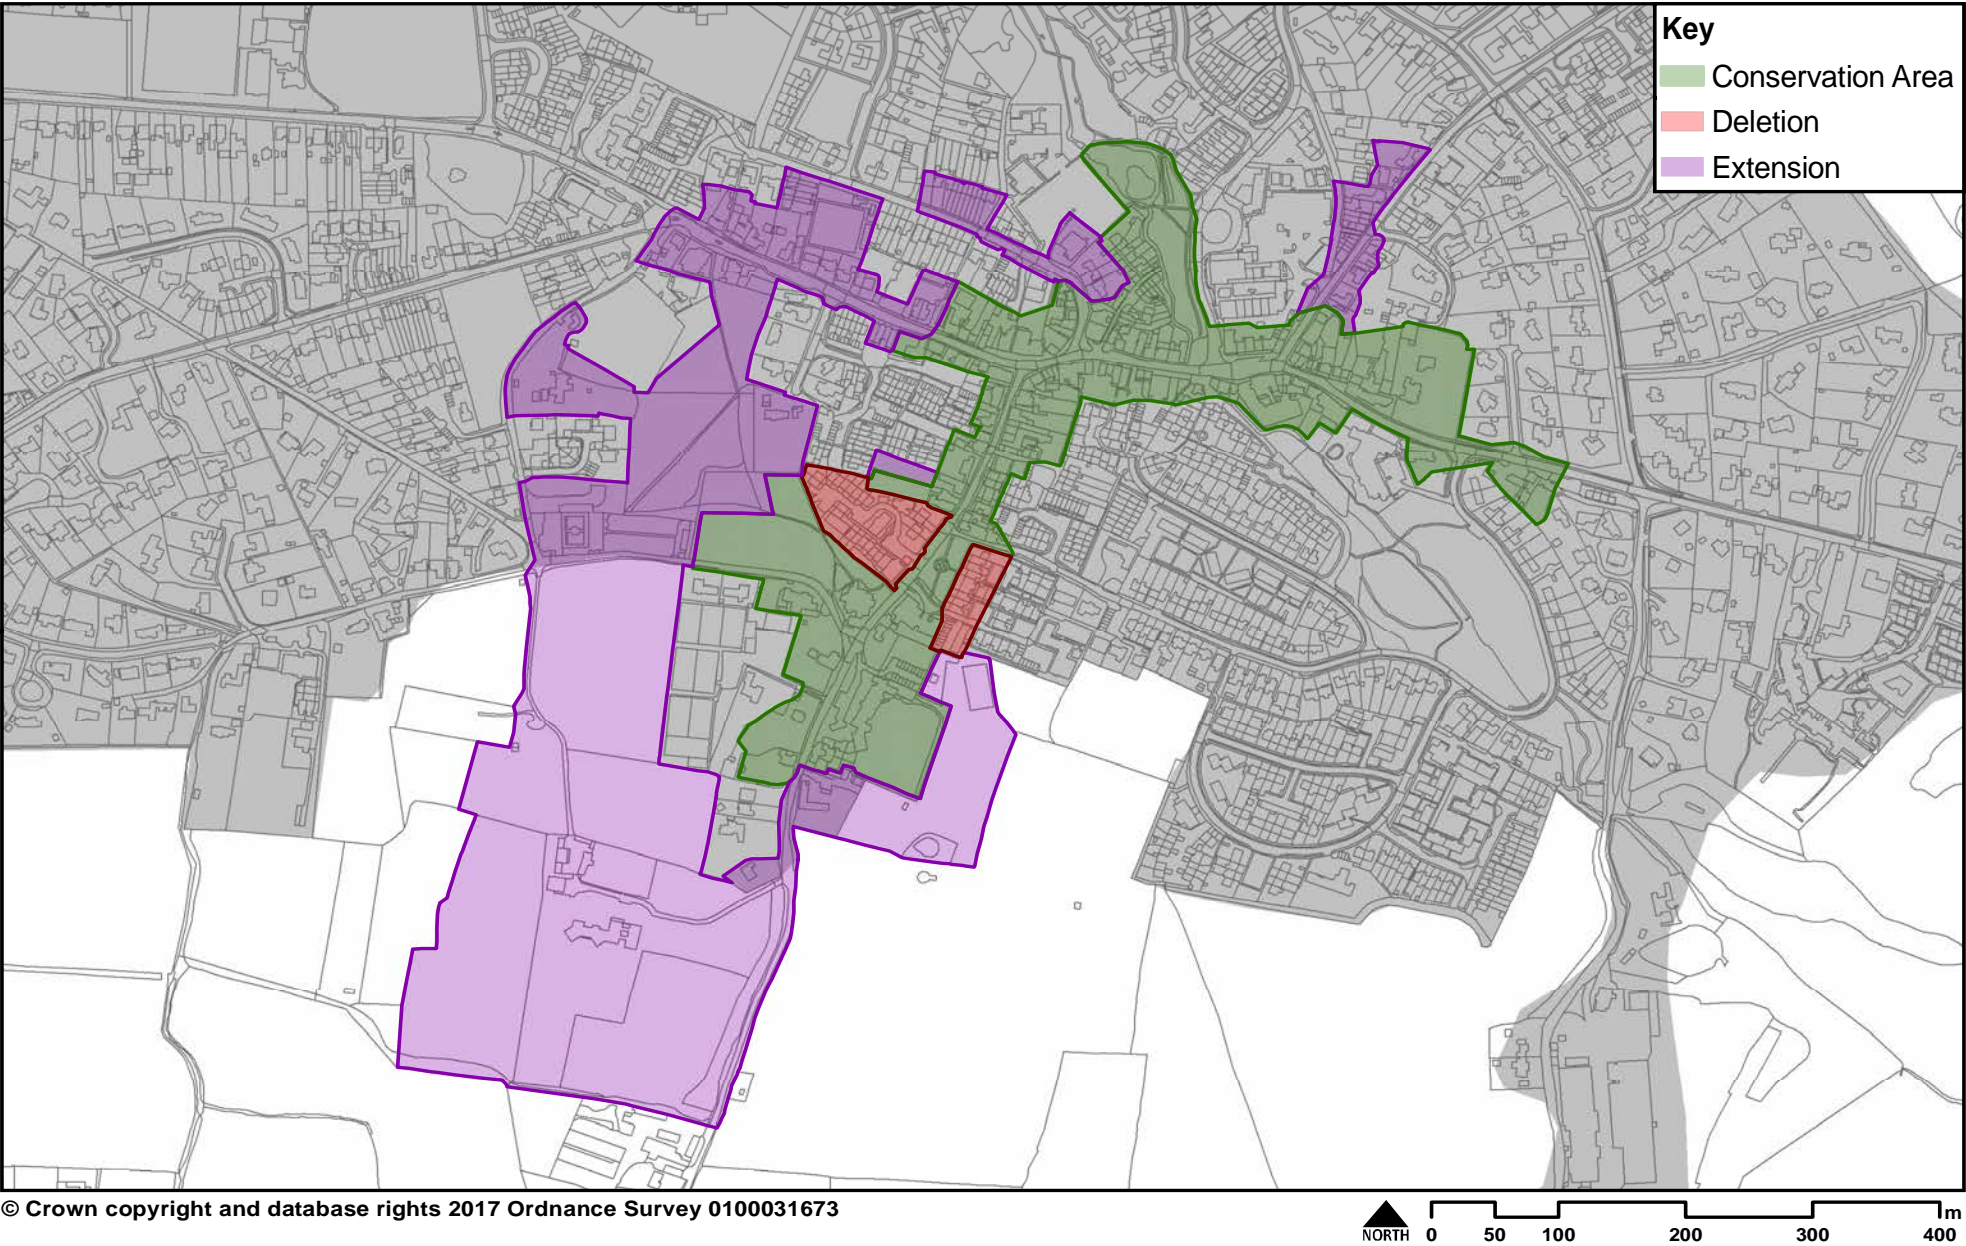 Key
Conservation Area
Deletion
Extension
© Crown copyright and database rights 2017 Ordnance Survey 0100031673
NORTH 0 50 100 200 300 400 m